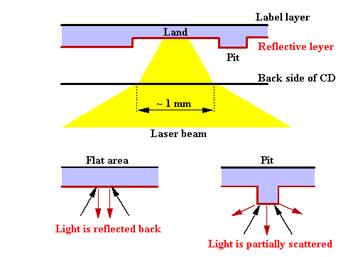 Label layer
Land
Reflective leyer
Pit
Back side of CD
~ 1 mm
Laser beam
Flat area
Pit
Light is reflected back
Light is partially scattered